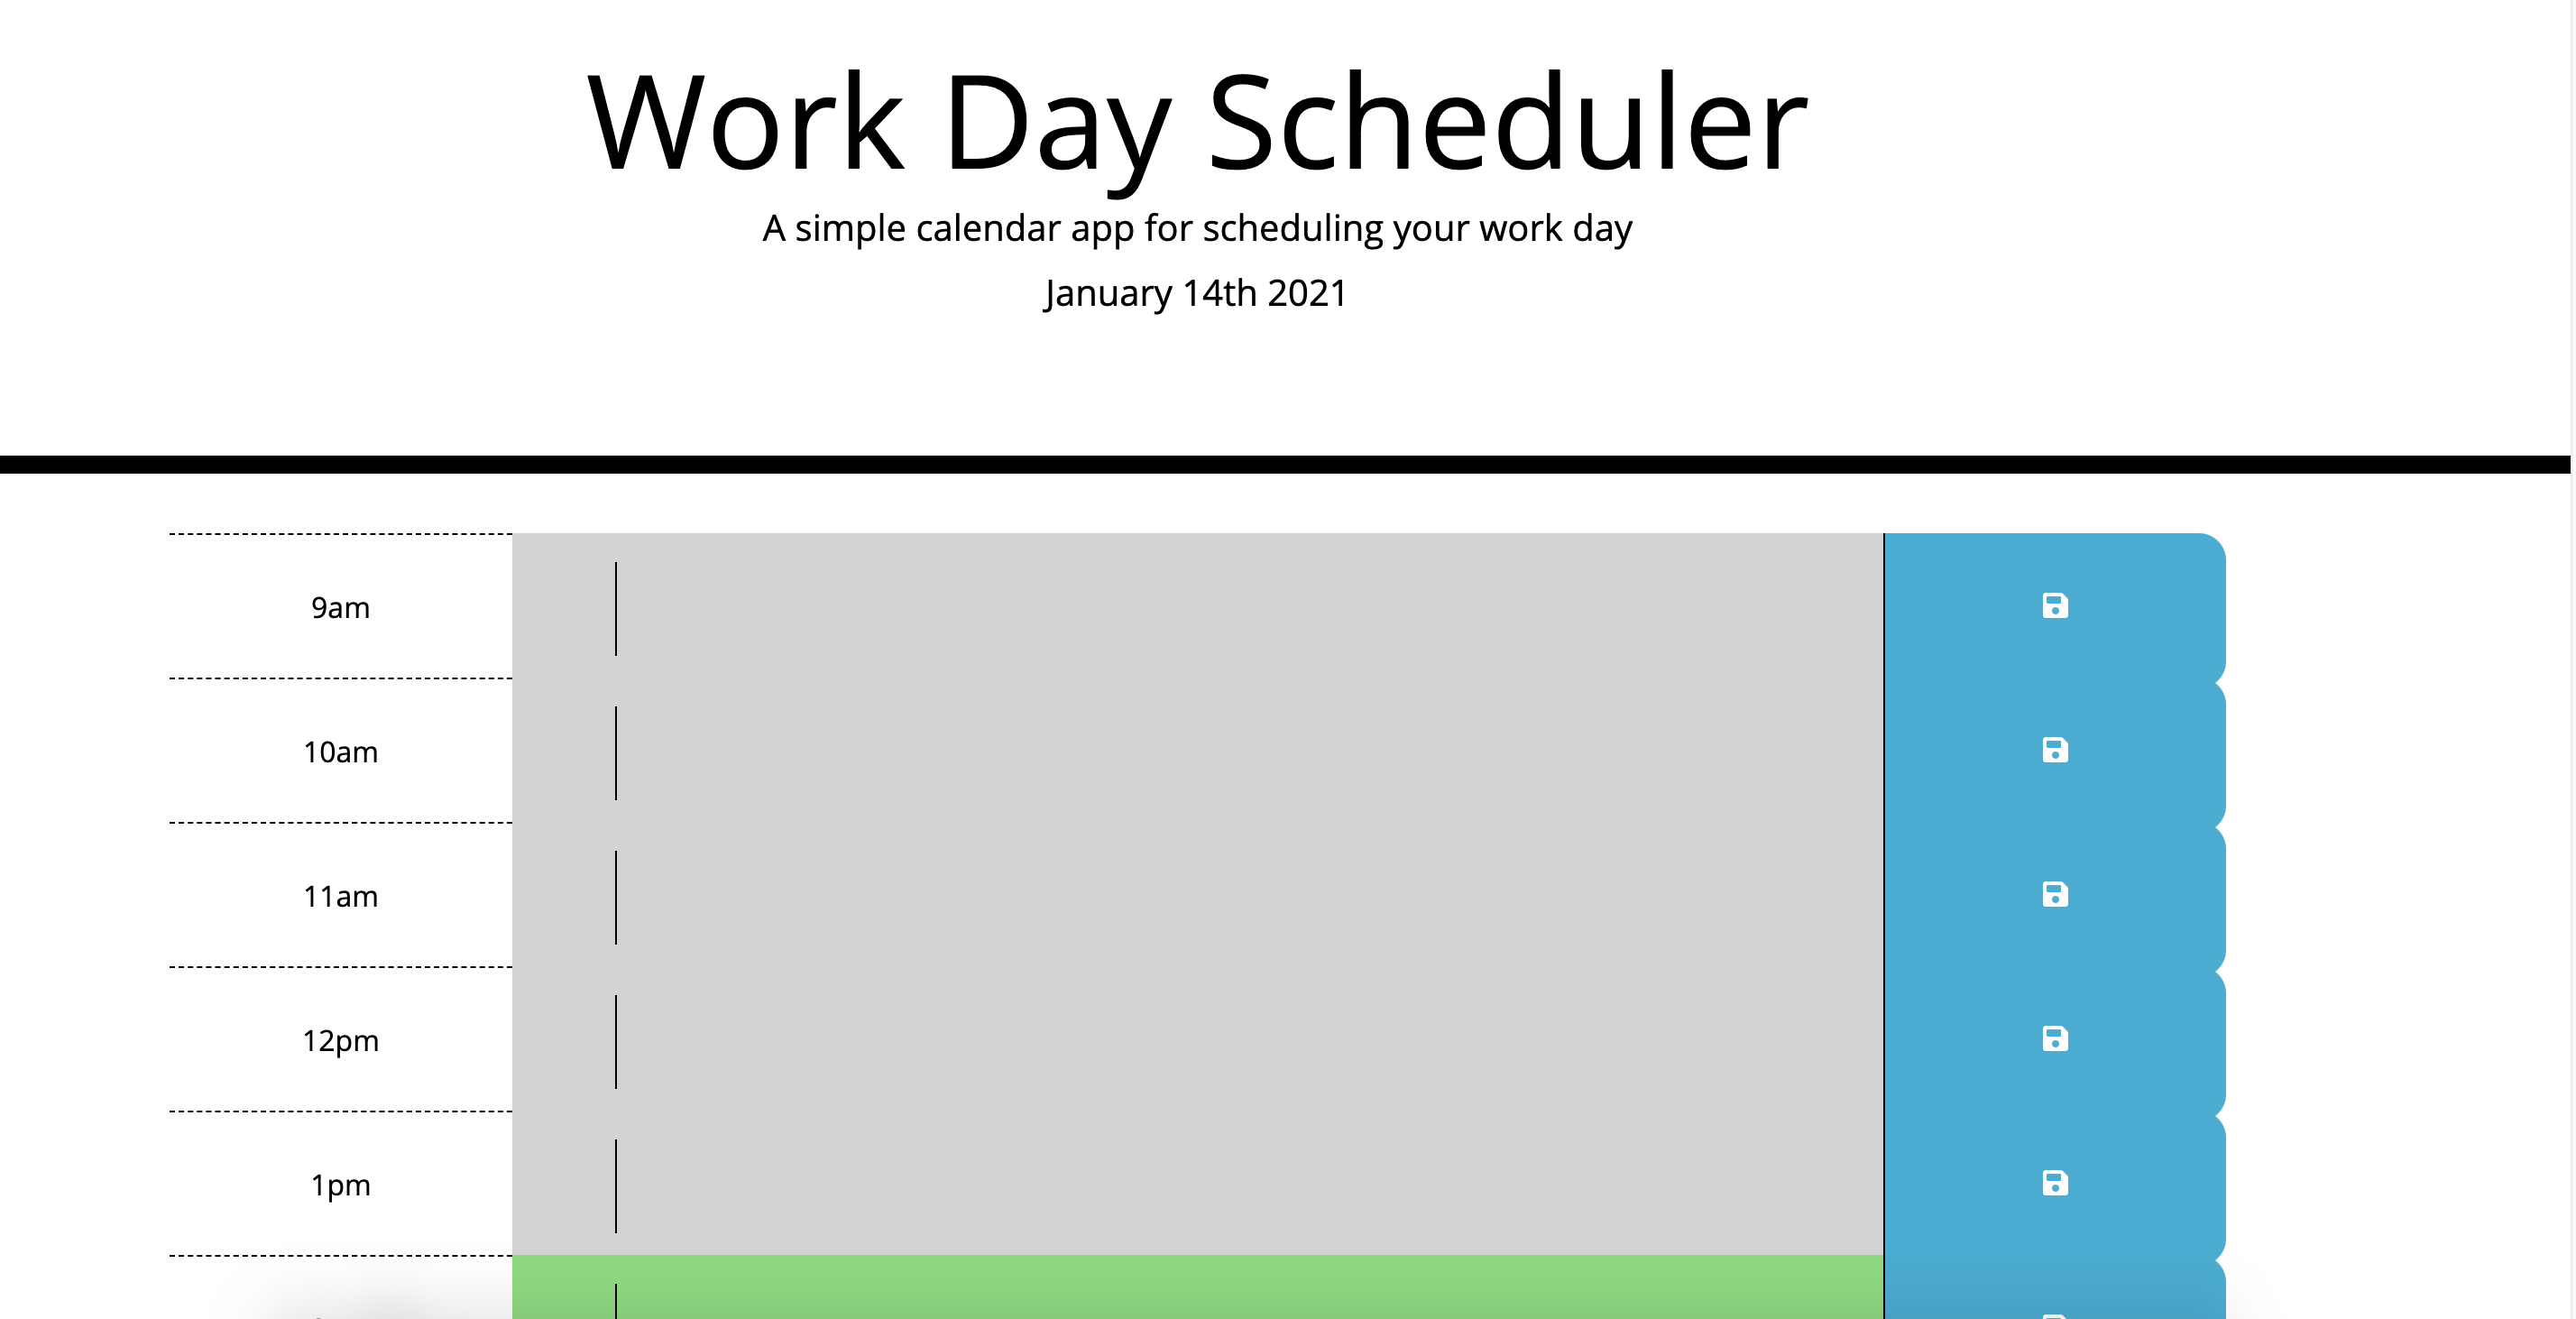 Work Day Scheduler
A simple calendar app for scheduling your work day
January 14th 2021
9am
10am
11am
12pm
1pm